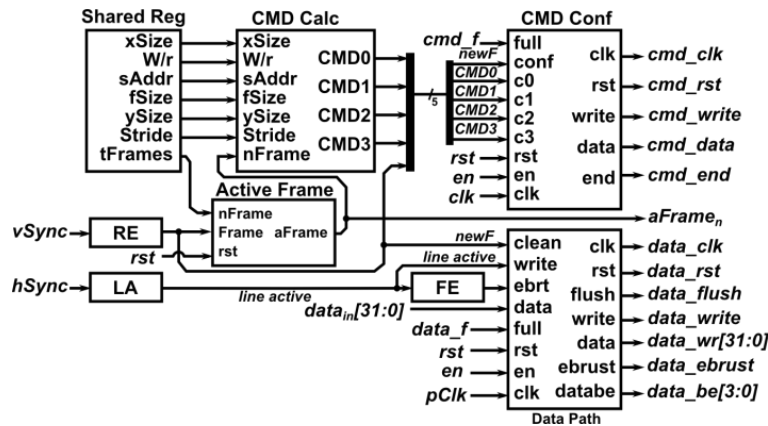 Shared Reg
CMD Calc
CMD Conf
xSize
W/r
sAddr
fSize
ySize
Stride
tFrames
xSize
W/r
sAddr
fSize
ySize
Stride
nFrame
CMD0
CMD1
CMD2
CMD3
5
cmd_f
newF
CMD0
CMD1
CMD2
CMD3
rst
en
clk
full
conf
c0
c1
c2
c3
rst
en
clk
clk
rst
write
data
end
cmd_clk
cmd_rst
cmd_write
cmd_data
cmd_end
Active Frame
nFrame
Frame
rst
aFrame
aFrame_n
vSync
RE
rst
hSync
LA
line active
FE
newF
line active
data_in[31:0]
data_f
rst
en
pClk
clean
write
ebrt
data
full
rst
en
clk
clk
rst
flush
write
data
ebrust
databe
data_clk
data_rst
data_flush
data_write
data_wr[31:0]
data_ebrust
data_be[3:0]
Data Path